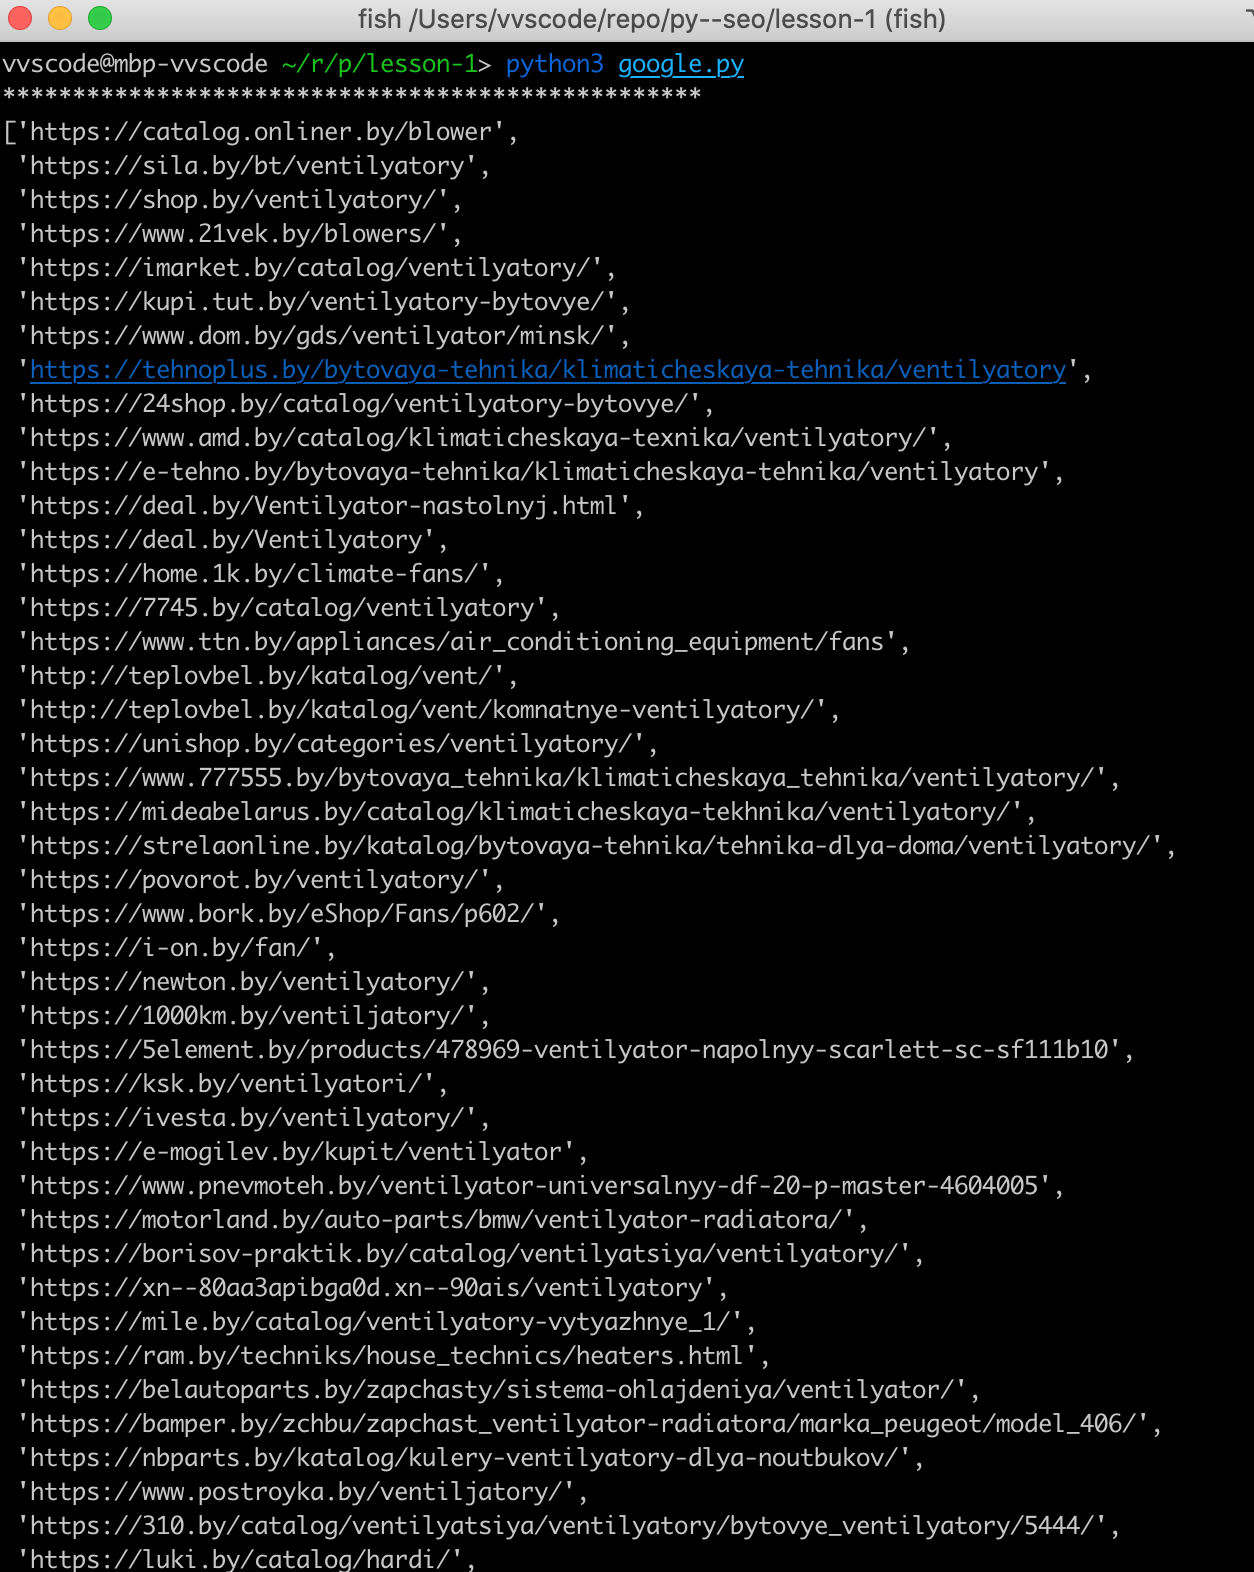 fish /Users/vvscode/repo/py--seo/lesson-1 (fish)
vvscode@mbp-vvscode ~/r/p/lesson-1> python3 google.py
**************************************************
['https://catalog.onliner.by/blower',
 'https://sila.by/bt/ventilyatory',
 'https://shop.by/ventilyatory/',
 'https://www.21vek.by/blowers/',
 'https://imarket.by/catalog/ventilyatory/',
 'https://kupi.tut.by/ventilyatory-bytovye/',
 'https://www.dom.by/gds/ventilyator/minsk/',
 'https://tehnoplus.by/bytovaya-tehnika/klimaticheskaya-tehnika/ventilyatory',
 'https://24shop.by/catalog/ventilyatory-bytovye/',
 'https://www.amd.by/catalog/klimaticheskaya-texnika/ventilyatory/',
 'https://e-tehno.by/bytovaya-tehnika/klimaticheskaya-tehnika/ventilyatory',
 'https://deal.by/Ventilyator-nastolnyj.html',
 'https://deal.by/Ventilyatory',
 'https://home.1k.by/climate-fans/',
 'https://7745.by/catalog/ventilyatory',
 'https://www.ttn.by/appliances/air_conditioning_equipment/fans',
 'http://teplovbel.by/katalog/vent/',
 'http://teplovbel.by/katalog/vent/komnatnye-ventilyatory/',
 'https://unishop.by/categories/ventilyatory/',
 'https://www.777555.by/bytovaya_tehnika/klimaticheskaya_tehnika/ventilyatory/',
 'https://mideabelarus.by/catalog/klimaticheskaya-tekhnika/ventilyatory/',
 'https://strelaonline.by/katalog/bytovaya-tehnika/tehnika-dlya-doma/ventilyatory/',
 'https://povorot.by/ventilyatory/',
 'https://www.bork.by/eShop/Fans/p602/',
 'https://i-on.by/fan/',
 'https://newton.by/ventilyatory/',
 'https://1000km.by/ventiljatory/',
 'https://5element.by/products/478969-ventilyator-napolnyy-scarlett-sc-sf111b10',
 'https://ksk.by/ventilyatori/',
 'https://ivesta.by/ventilyatory/',
 'https://e-mogilev.by/kupit/ventilyator',
 'https://www.pnevmoteh.by/ventilyator-universalnyy-df-20-p-master-4604005',
 'https://motorland.by/auto-parts/bmw/ventilyator-radiatora/',
 'https://borisov-praktik.by/catalog/ventilyatsiya/ventilyatory/',
 'https://xn--80aa3apibga0d.xn--90ais/ventilyatory',
 'https://mile.by/catalog/ventilyatory-vytyazhnye_1/',
 'https://ram.by/techniks/house_technics/heaters.html',
 'https://belautoparts.by/zapchasty/sistema-ohlajdeniya/ventilyator/',
 'https://bamper.by/zchbu/zapchast_ventilyator-radiatora/marka_peugeot/model_406/',
 'https://nbparts.by/katalog/kulery-ventilyatory-dlya-noutbukov/',
 'https://www.postroyka.by/ventiljatory/',
 'https://310.by/catalog/ventilyatsiya/ventilyatory/bytovye_ventilyatory/5444/',
 'https://luki.by/catalog/hardi/',